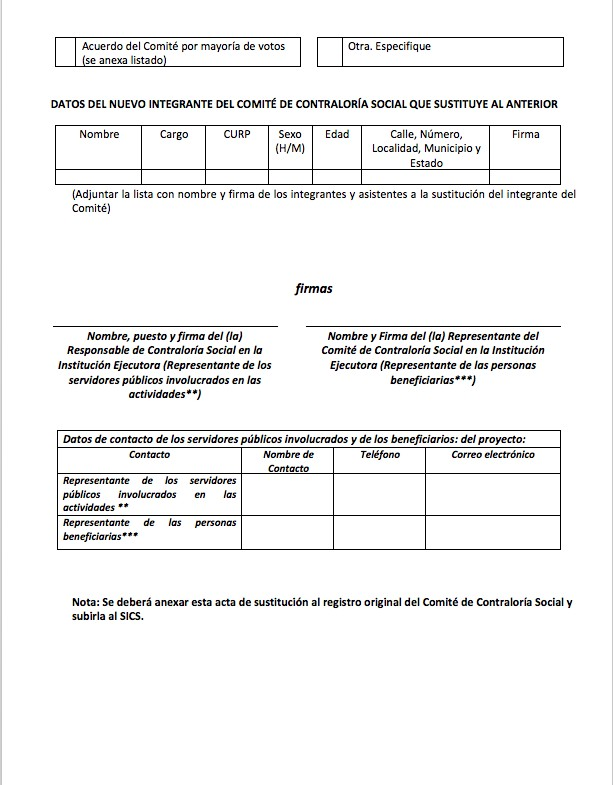 Acuerdo del Comité por mayoría de votos
(se anexa listado)
Otra. Especifique
DATOS DEL NUEVO INTEGRANTE DEL COMITÉ DE CONTRALORÍA SOCIAL QUE SUSTITUYE AL ANTERIOR
Nombre Cargo CURP Sexo (H/M) Edad Calle, Número, Localidad, Municipio y Estado Firma
(Adjuntar la lista con nombre y firma de los integrantes y asistentes a la sustitución del integrante del
Comité)
firmas
Nombre, puesto y firma del (la)
Responsable de Contraloría Social en la
Institución Ejecutora (Representante de los
servidores públicos involucrados en las
actividades**)
Nombre y Firma del (la) Representante del
Comité de Contraloría Social en la Institución
Ejecutora (Representante de las personas
beneficiarias***)
Datos de contacto de los servidores públicos involucrados y de los beneficiarios: del proyecto:
Contacto Nombre de Contacto Teléfono Correo electrónico
Representante de los servidores
públicos involucrados en las
actividades **
Representante de las personas
beneficiarias***
Nota: Se deberá anexar esta acta de sustitución al registro original del Comité de Contraloría Social y
subirla al SICS.